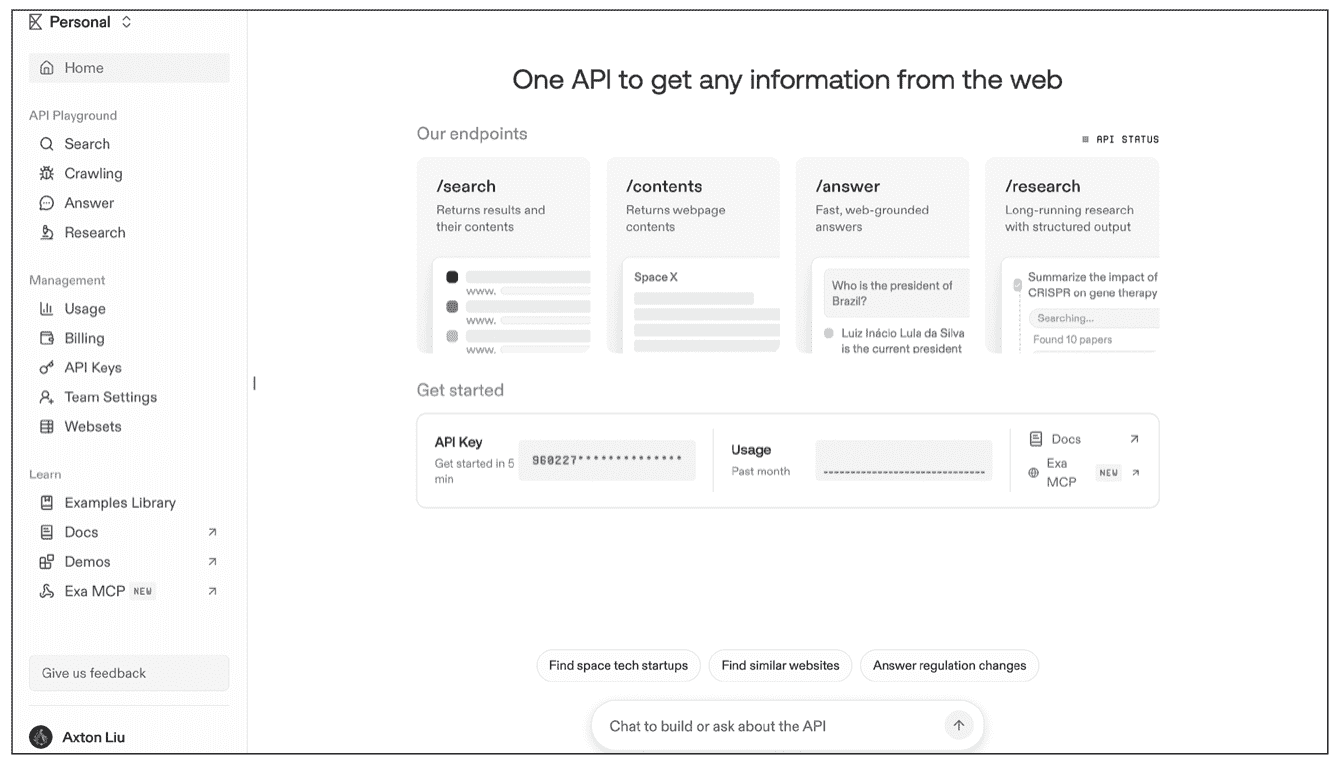 Personal
Home
API Playground
Search
Crawling
Answer
Research
Management
Usage
Billing
API Keys
Team Settings
Websets
Learn
Examples Library
Docs
Demos
Exa MCP NEW
Give us feedback
Axton Liu
One API to get any information from the web
Our endpoints
API STATUS
/search
Returns results and
their contents
www.
www.
www.
/contents
Returns webpage
contents
Space X
/answer
Fast, web-grounded
answers
Who is the president of
Brazil?
Luiz Inácio Lula da Silva
is the current president
/research
Long-running research
with structured output
Summarize the impact of
CRISPR on gene therapy
Searching...
Found 10 papers
Get started
API Key
Get started in 5
min
960227**************
Usage
Past month
Docs
Exa
MCP
NEW
Find space tech startups
Find similar websites
Answer regulation changes
Chat to build or ask about the API